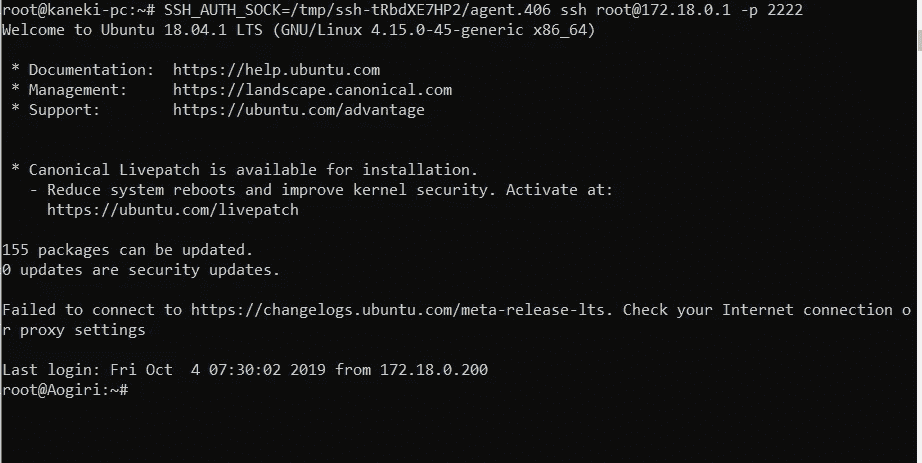 root@kaneki-pc:~# SSH_AUTH_SOCK=/tmp/ssh-tRbdXE7HP2/agent.406 ssh root@172.18.0.1 -p 2222
Welcome to Ubuntu 18.04.1 LTS (GNU/Linux 4.15.0-45-generic x86_64)
* Documentation:  https://help.ubuntu.com
* Management:     https://landscape.canonical.com
* Support:        https://ubuntu.com/advantage
* Canonical Livepatch is available for installation.
- Reduce system reboots and improve kernel security. Activate at:
https://ubuntu.com/livepatch
155 packages can be updated.
0 updates are security updates.
Failed to connect to https://changelogs.ubuntu.com/meta-release-lts. Check your Internet connection o
r proxy settings
Last login: Fri Oct  4 07:30:02 2019 from 172.18.0.200
root@Aogiri:~#